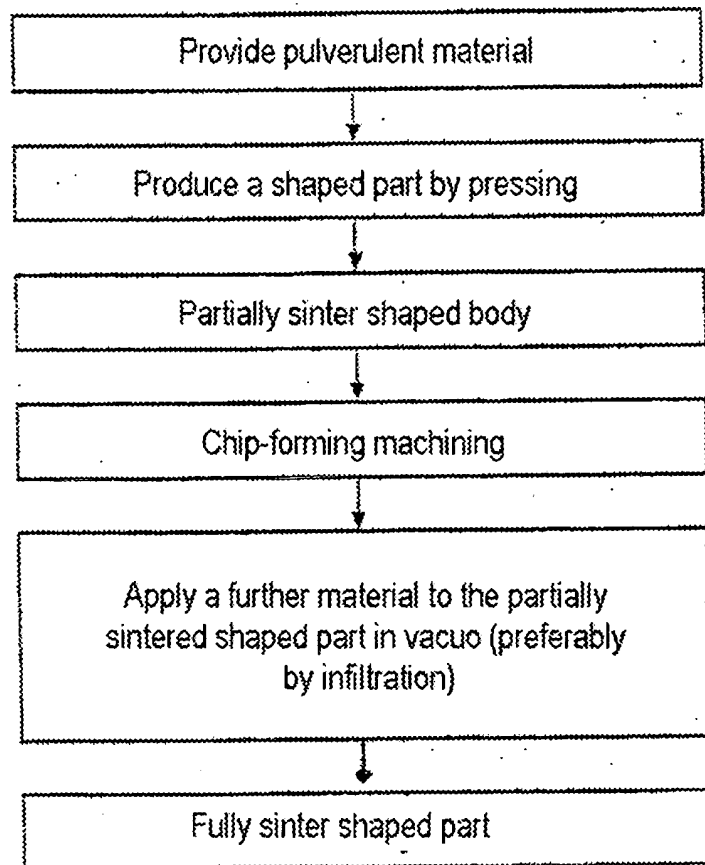 Provide pulverulent material
Produce a shaped part by pressing
Partially sinter shaped body
Chip-forming machining
Apply a further material to the partially
sintered shaped part in vacuo (preferably
by infiltration)
Fully sinter shaped part